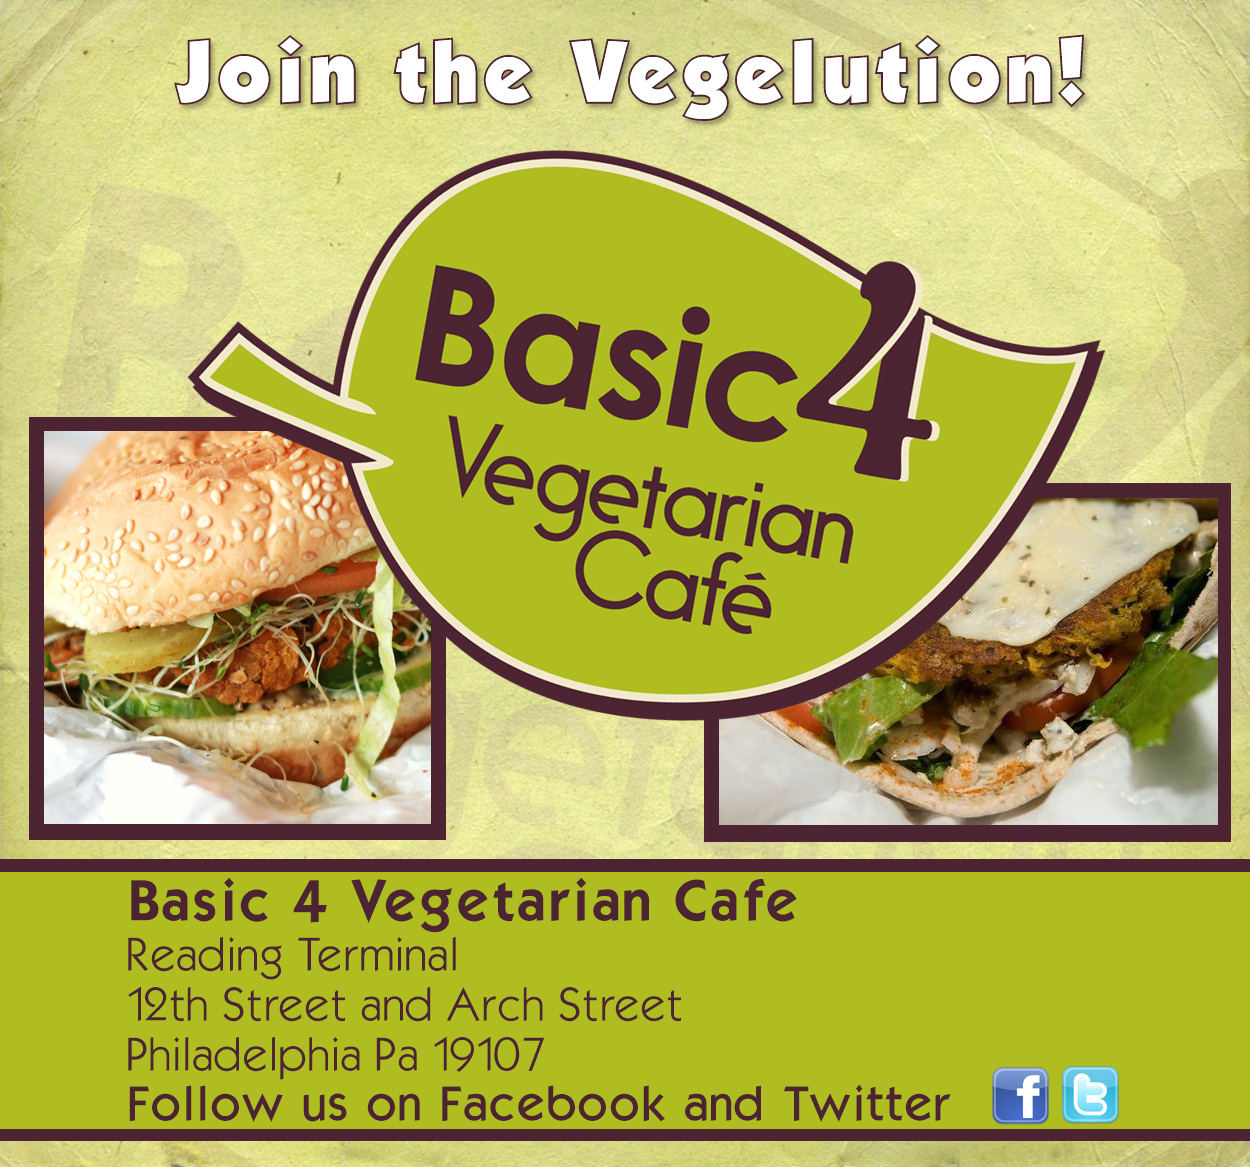 Join the Vegelution!
Basic 4
Vegetarian
Café
Basic 4 Vegetarian Cafe
Reading Terminal
12th Street and Arch Street
Philadelphia Pa 19107
Follow us on Facebook and Twitter
f
t